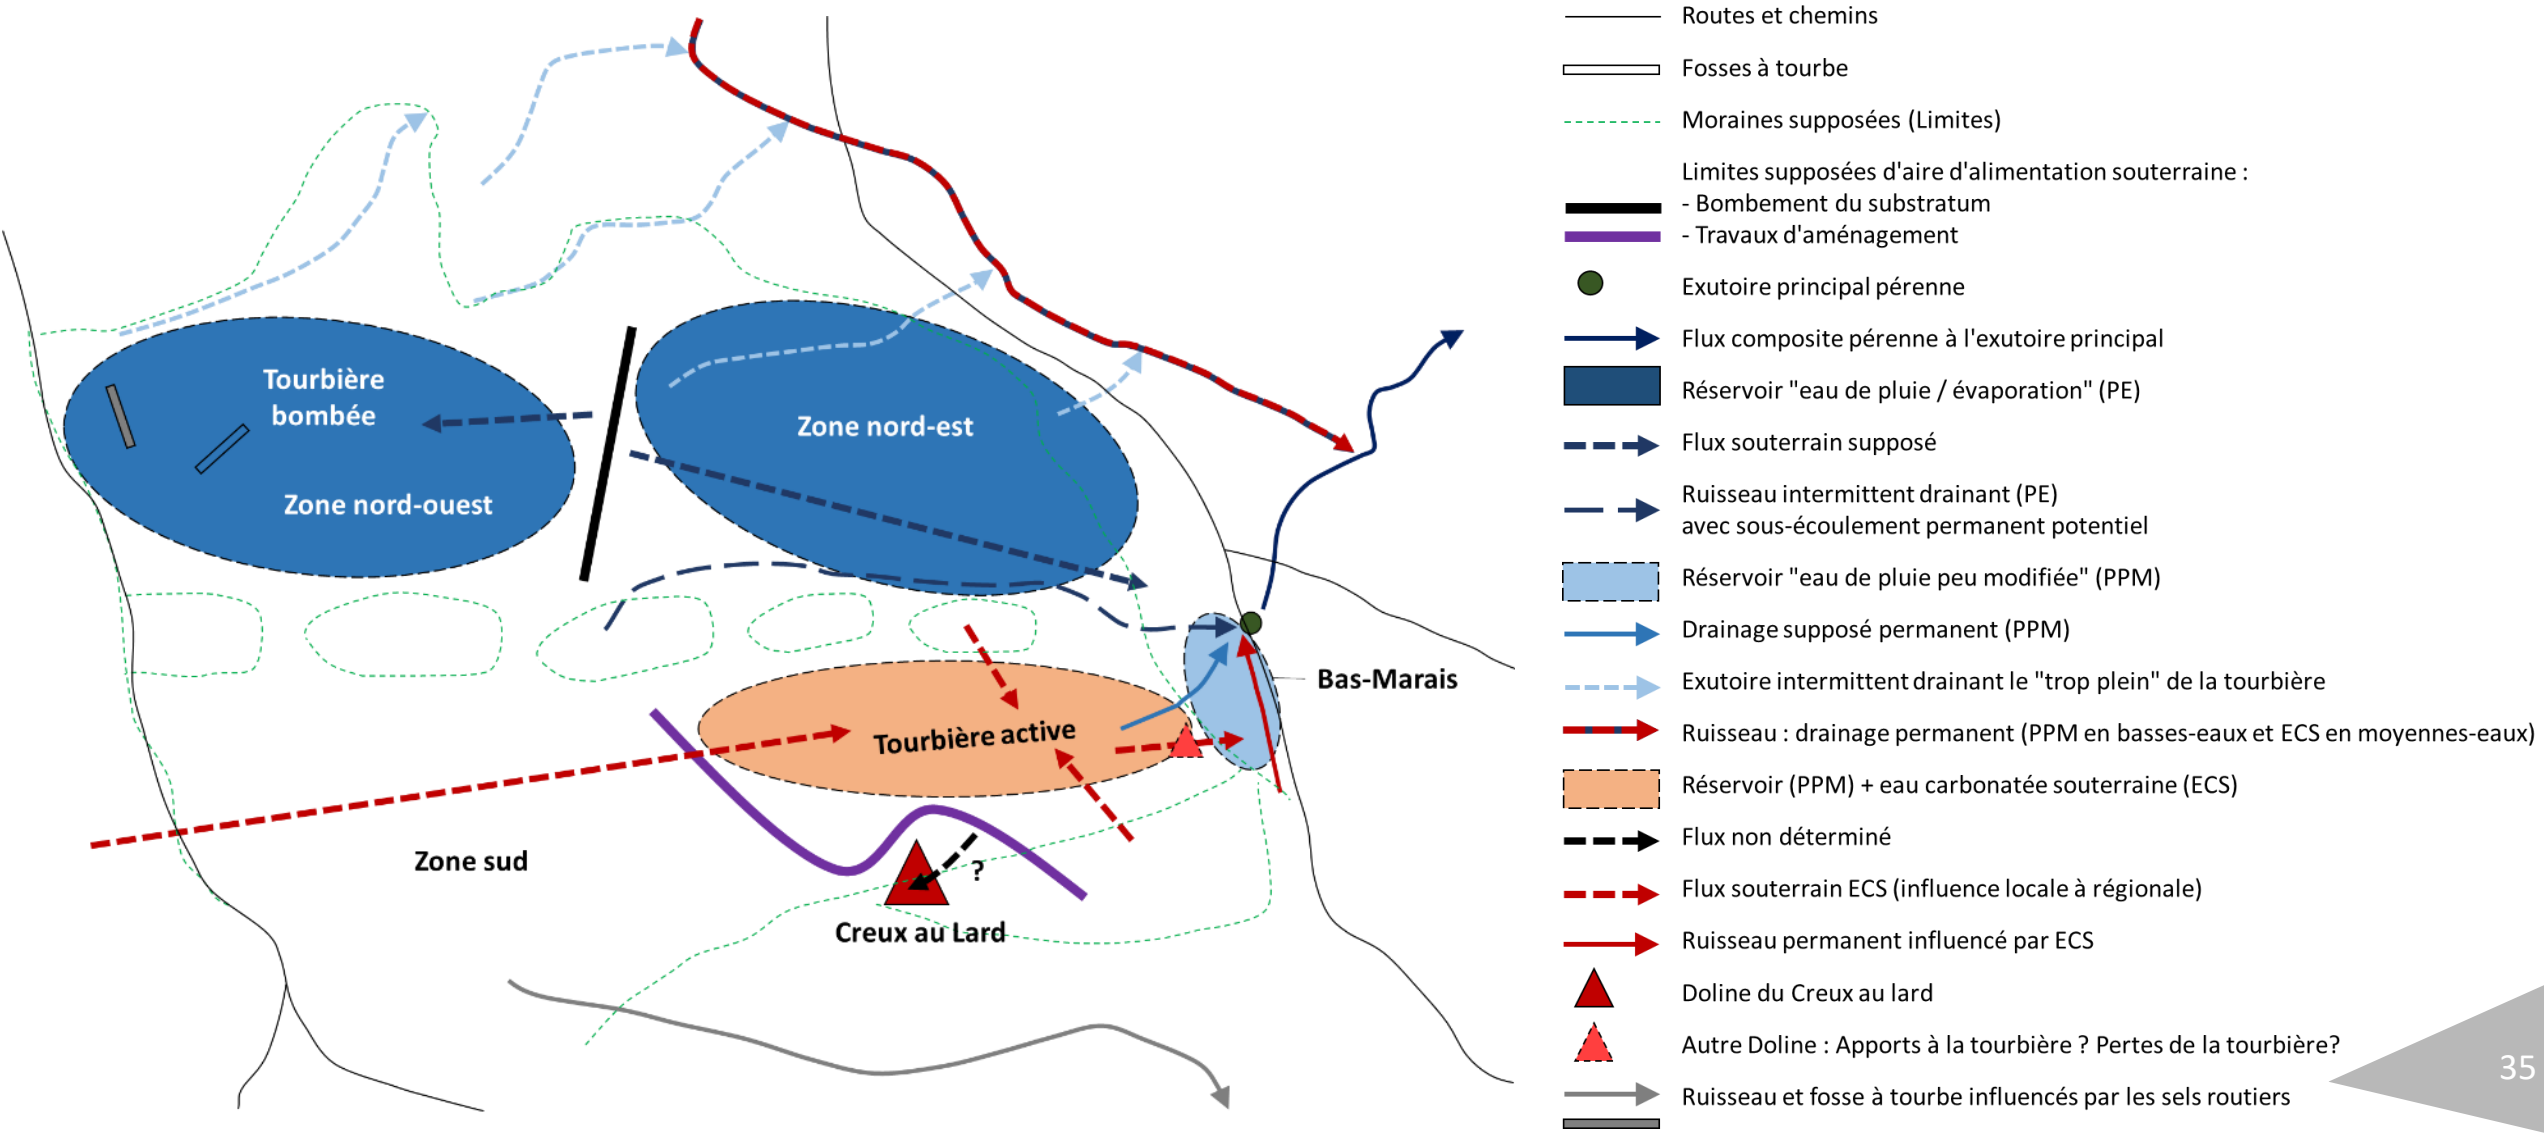 Tourbière
bombée
Zone nord-ouest
Zone nord-est
Tourbière active
Bas-Marais
Zone sud
?
Creux au Lard
Routes et chemins
Fosses à tourbe
Moraines supposées (Limites)
Limites supposées d'aire d'alimentation souterraine :
- Bombement du substratum
- Travaux d'aménagement
Exutoire principal pérenne
Flux composite pérenne à l'exutoire principal
Réservoir "eau de pluie / évaporation" (PE)
Flux souterrain supposé
Ruisseau intermittent drainant (PE)
avec sous-écoulement permanent potentiel
Réservoir "eau de pluie peu modifiée" (PPM)
Drainage supposé permanent (PPM)
Exutoire intermittent drainant le "trop plein" de la tourbière
Ruisseau : drainage permanent (PPM en basses-eaux et ECS en moyennes-eaux)
Réservoir (PPM) + eau carbonatée souterraine (ECS)
Flux non déterminé
Flux souterrain ECS (influence locale à régionale)
Ruisseau permanent influencé par ECS
Doline du Creux au lard
Autre Doline : Apports à la tourbière ? Pertes de la tourbière?
Ruisseau et fosse à tourbe influencés par les sels routiers
35